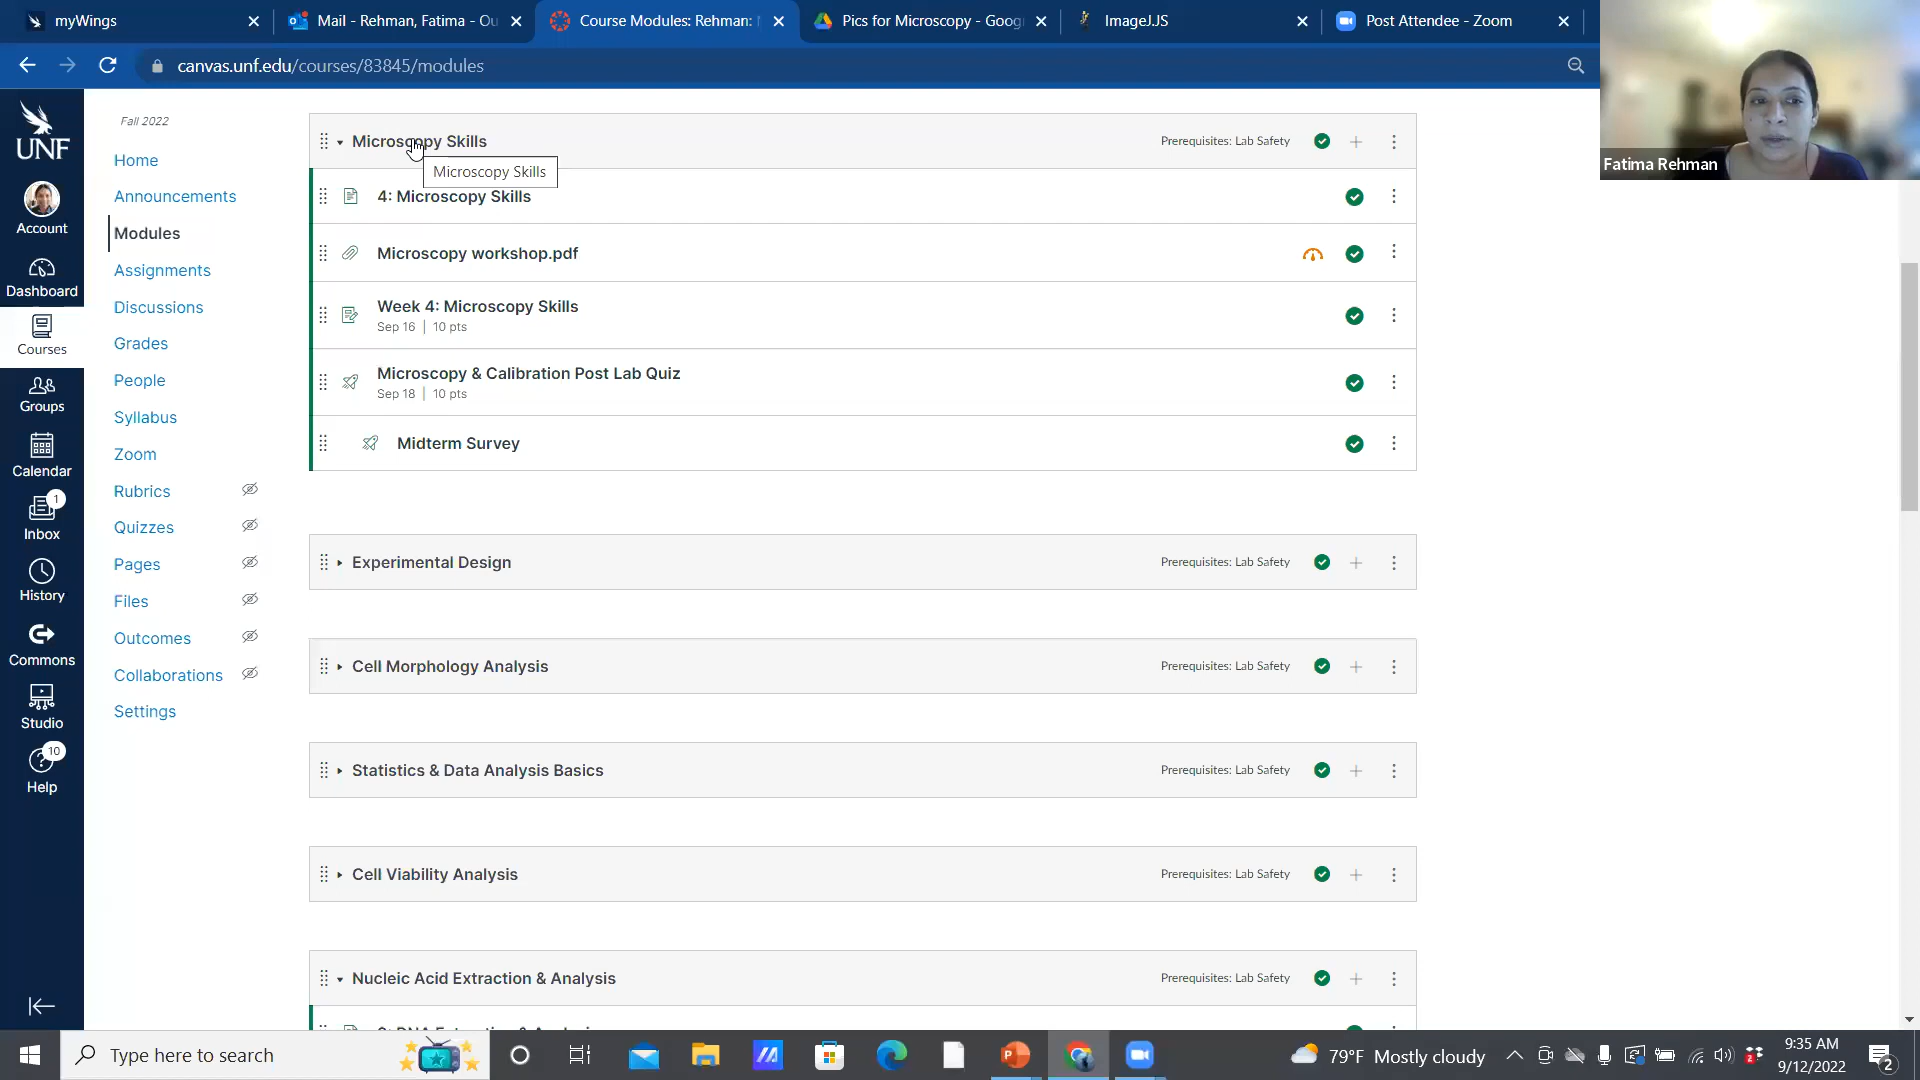 myWings
Mail - Rehman, Fatima - Ou
Course Modules: Rehman:
Pics for Microscopy - Goog
ImageJ.JS
Post Attendee - Zoom
canvas.unf.edu/courses/83845/modules
Fatima Rehman
UNF
Account
Dashboard
Courses
Groups
Calendar
1
Inbox
History
Commons
Studio
10
Help
Fall 2022
Home
Announcements
Modules
Assignments
Discussions
Grades
People
Syllabus
Zoom
Rubrics
Quizzes
Pages
Files
Outcomes
Collaborations
Settings
Microscopy Skills
Prerequisites: Lab Safety
Microscopy Skills
4: Microscopy Skills
Microscopy workshop.pdf
Week 4: Microscopy Skills
Sep 16 | 10 pts
Microscopy & Calibration Post Lab Quiz
Sep 18 | 10 pts
Midterm Survey
Experimental Design
Prerequisites: Lab Safety
Cell Morphology Analysis
Prerequisites: Lab Safety
Statistics & Data Analysis Basics
Prerequisites: Lab Safety
Cell Viability Analysis
Prerequisites: Lab Safety
Nucleic Acid Extraction & Analysis
Prerequisites: Lab Safety
Type here to search
79°F Mostly cloudy
9:35 AM
9/12/2022
2